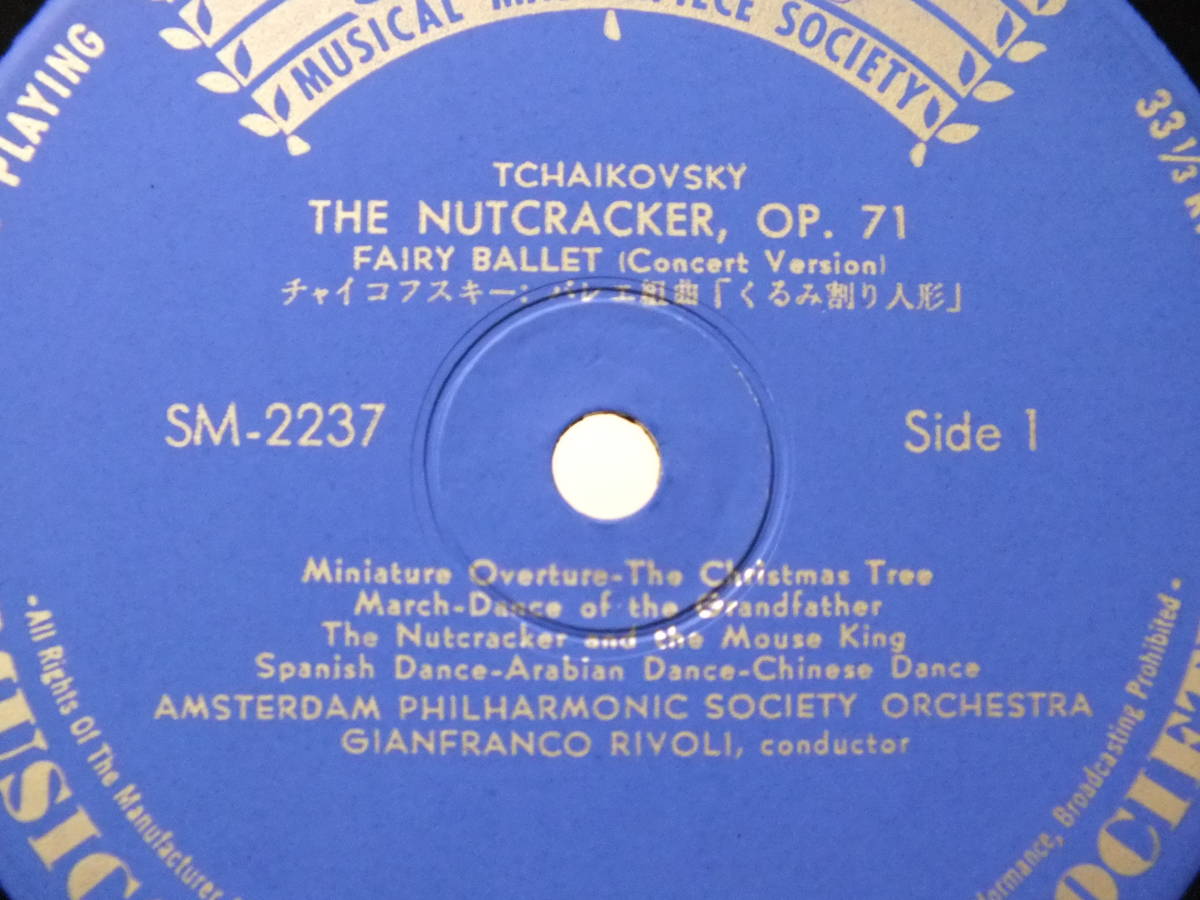 MUSICAL MASTERPIECE SOCIETY
PLAYING
33 1/3
TCHAIKOVSKY
THE NUTCRACKER, OP. 71
FAIRY BALLET (Concert Version)
チャイコフスキー：バレエ組曲「くるみ割り人形」
SM-2237
Side 1
Miniature Overture-The Christmas Tree
March-Dance of the Grandfather
The Nutcracker and the Mouse King
Spanish Dance-Arabian Dance-Chinese Dance
AMSTERDAM PHILHARMONIC SOCIETY ORCHESTRA
GIANFRANCO RIVOLI, conductor
-All Rights Of The Manufacturer
Broadcasting Prohibited-
MUSIC